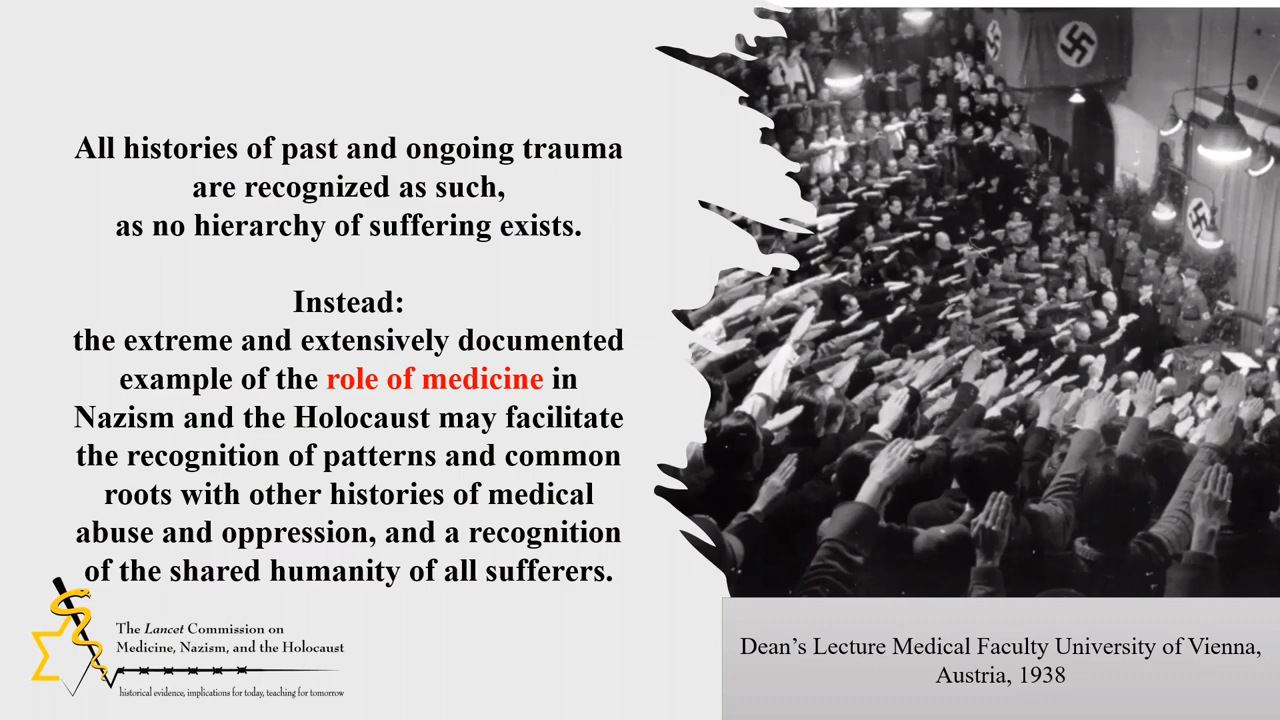 All histories of past and ongoing trauma
are recognized as such,
as no hierarchy of suffering exists.
Instead:
the extreme and extensively documented
example of the role of medicine in
Nazism and the Holocaust may facilitate
the recognition of patterns and common
roots with other histories of medical
abuse and oppression, and a recognition
of the shared humanity of all sufferers.
The Lancet Commission on
Medicine, Nazism, and the Holocaust
historical evidence, implications for today, teaching for tomorrow
Dean’s Lecture Medical Faculty University of Vienna,
Austria, 1938